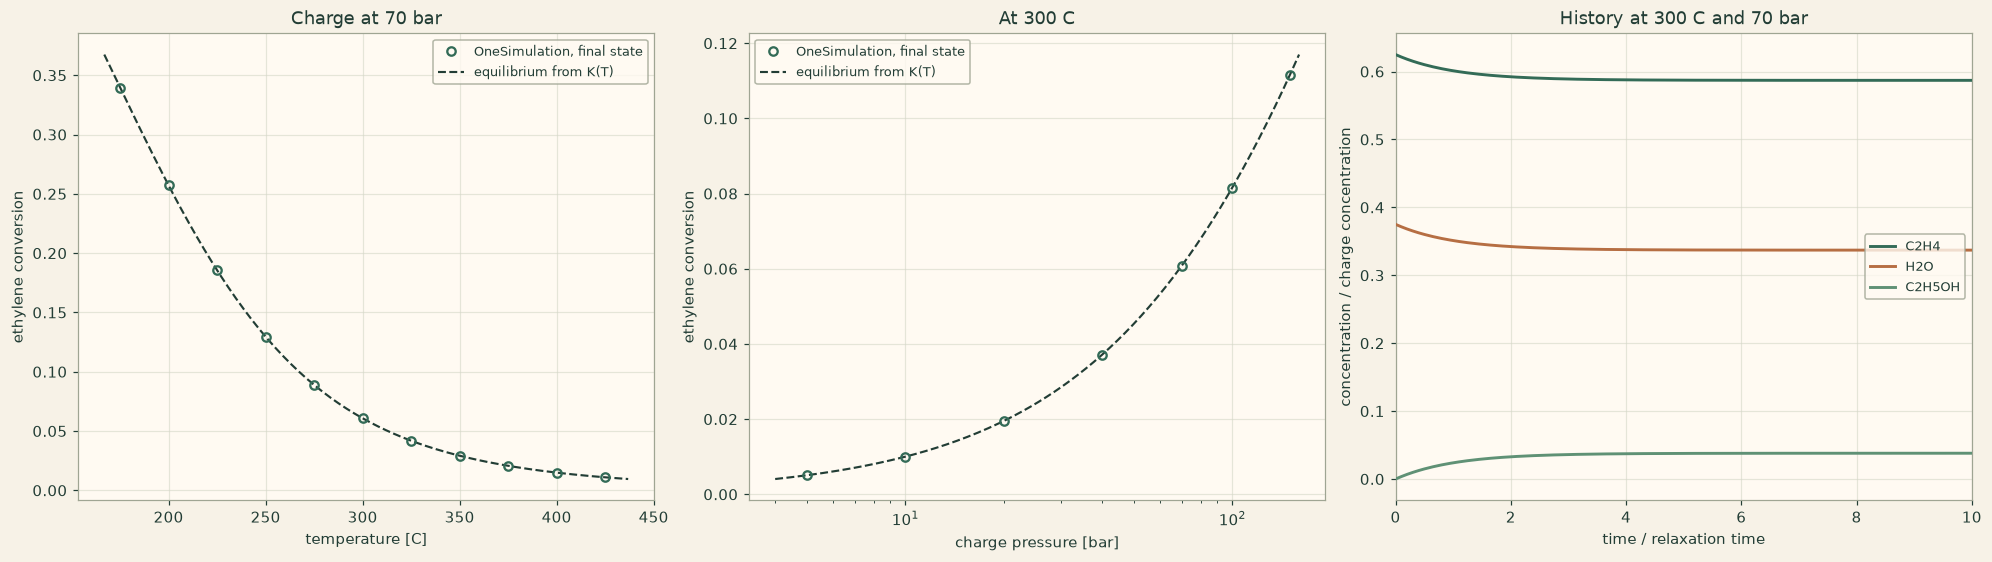 Charge at 70 bar
OneSimulation, final state
equilibrium from K(T)
ethylene conversion
0.35
0.30
0.25
0.20
0.15
0.10
0.05
0.00
200
250
300
350
400
450
temperature [C]
At 300 C
OneSimulation, final state
equilibrium from K(T)
ethylene conversion
0.12
0.10
0.08
0.06
0.04
0.02
0.00
10¹
10²
charge pressure [bar]
History at 300 C and 70 bar
concentration / charge concentration
0.6
0.5
0.4
0.3
0.2
0.1
0.0
C2H4
H2O
C2H5OH
0
2
4
6
8
10
time / relaxation time